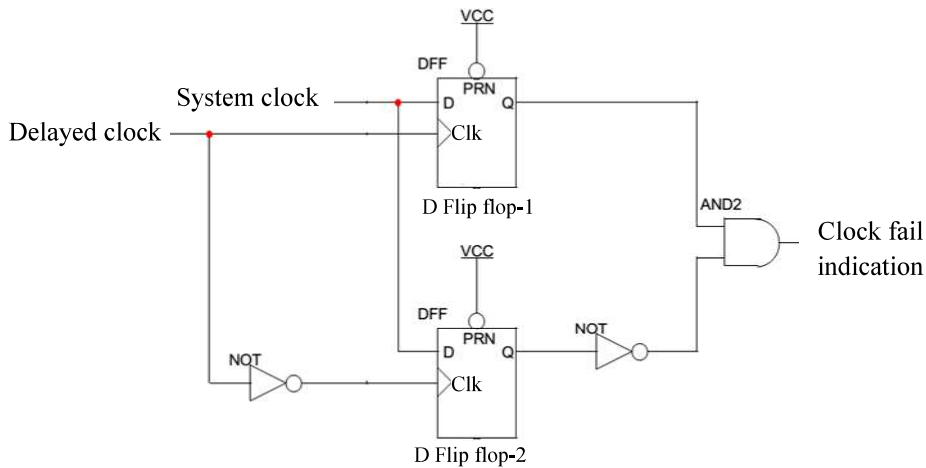 VCC
DFF
PRN
System clock
D
Q
Delayed clock
Clk
D Flip flop-1
AND2
Clock fail
indication
VCC
DFF
PRN
NOT
D
Q
NOT
Clk
D Flip flop-2